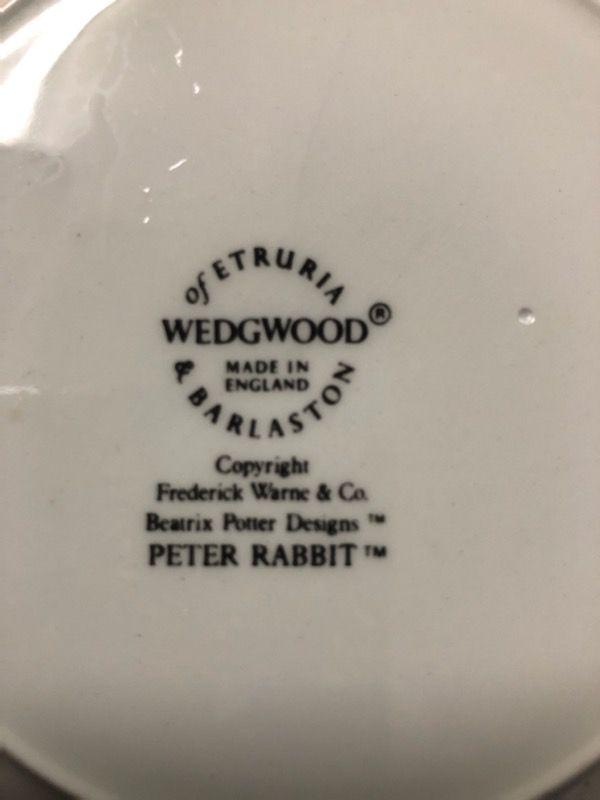 of ETRURIA
WEDGWOOD®
MADE IN
ENGLAND
& BARLASTON
Copyright
Frederick Warne & Co.
Beatrix Potter Designs ™
PETER RABBIT ™